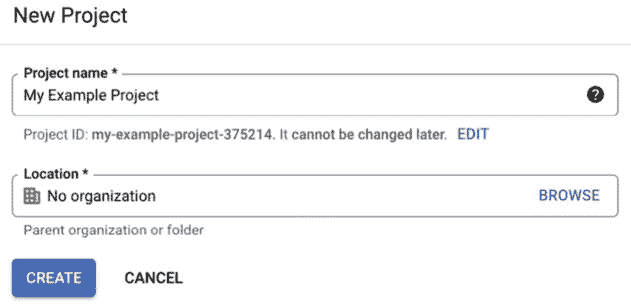 New Project
Project name *
My Example Project
Project ID: my-example-project-375214. It cannot be changed later. EDIT
Location *
No organization BROWSE
Parent organization or folder
CREATE CANCEL